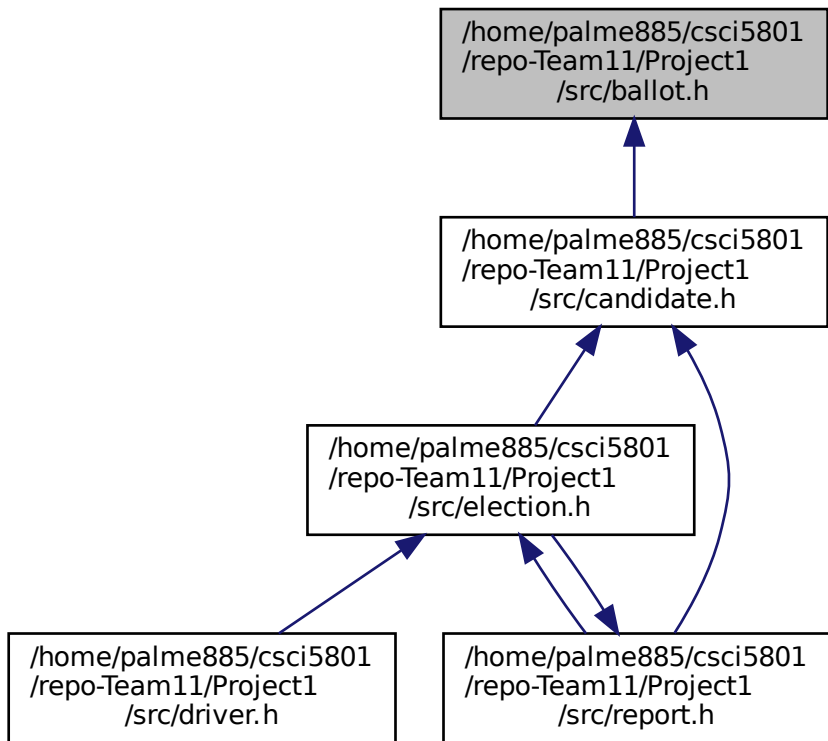 /home/palme885/csci5801
/repo-Team11/Project1
/src/ballot.h
/home/palme885/csci5801
/repo-Team11/Project1
/src/candidate.h
/home/palme885/csci5801
/repo-Team11/Project1
/src/election.h
/home/palme885/csci5801
/repo-Team11/Project1
/src/driver.h
/home/palme885/csci5801
/repo-Team11/Project1
/src/report.h